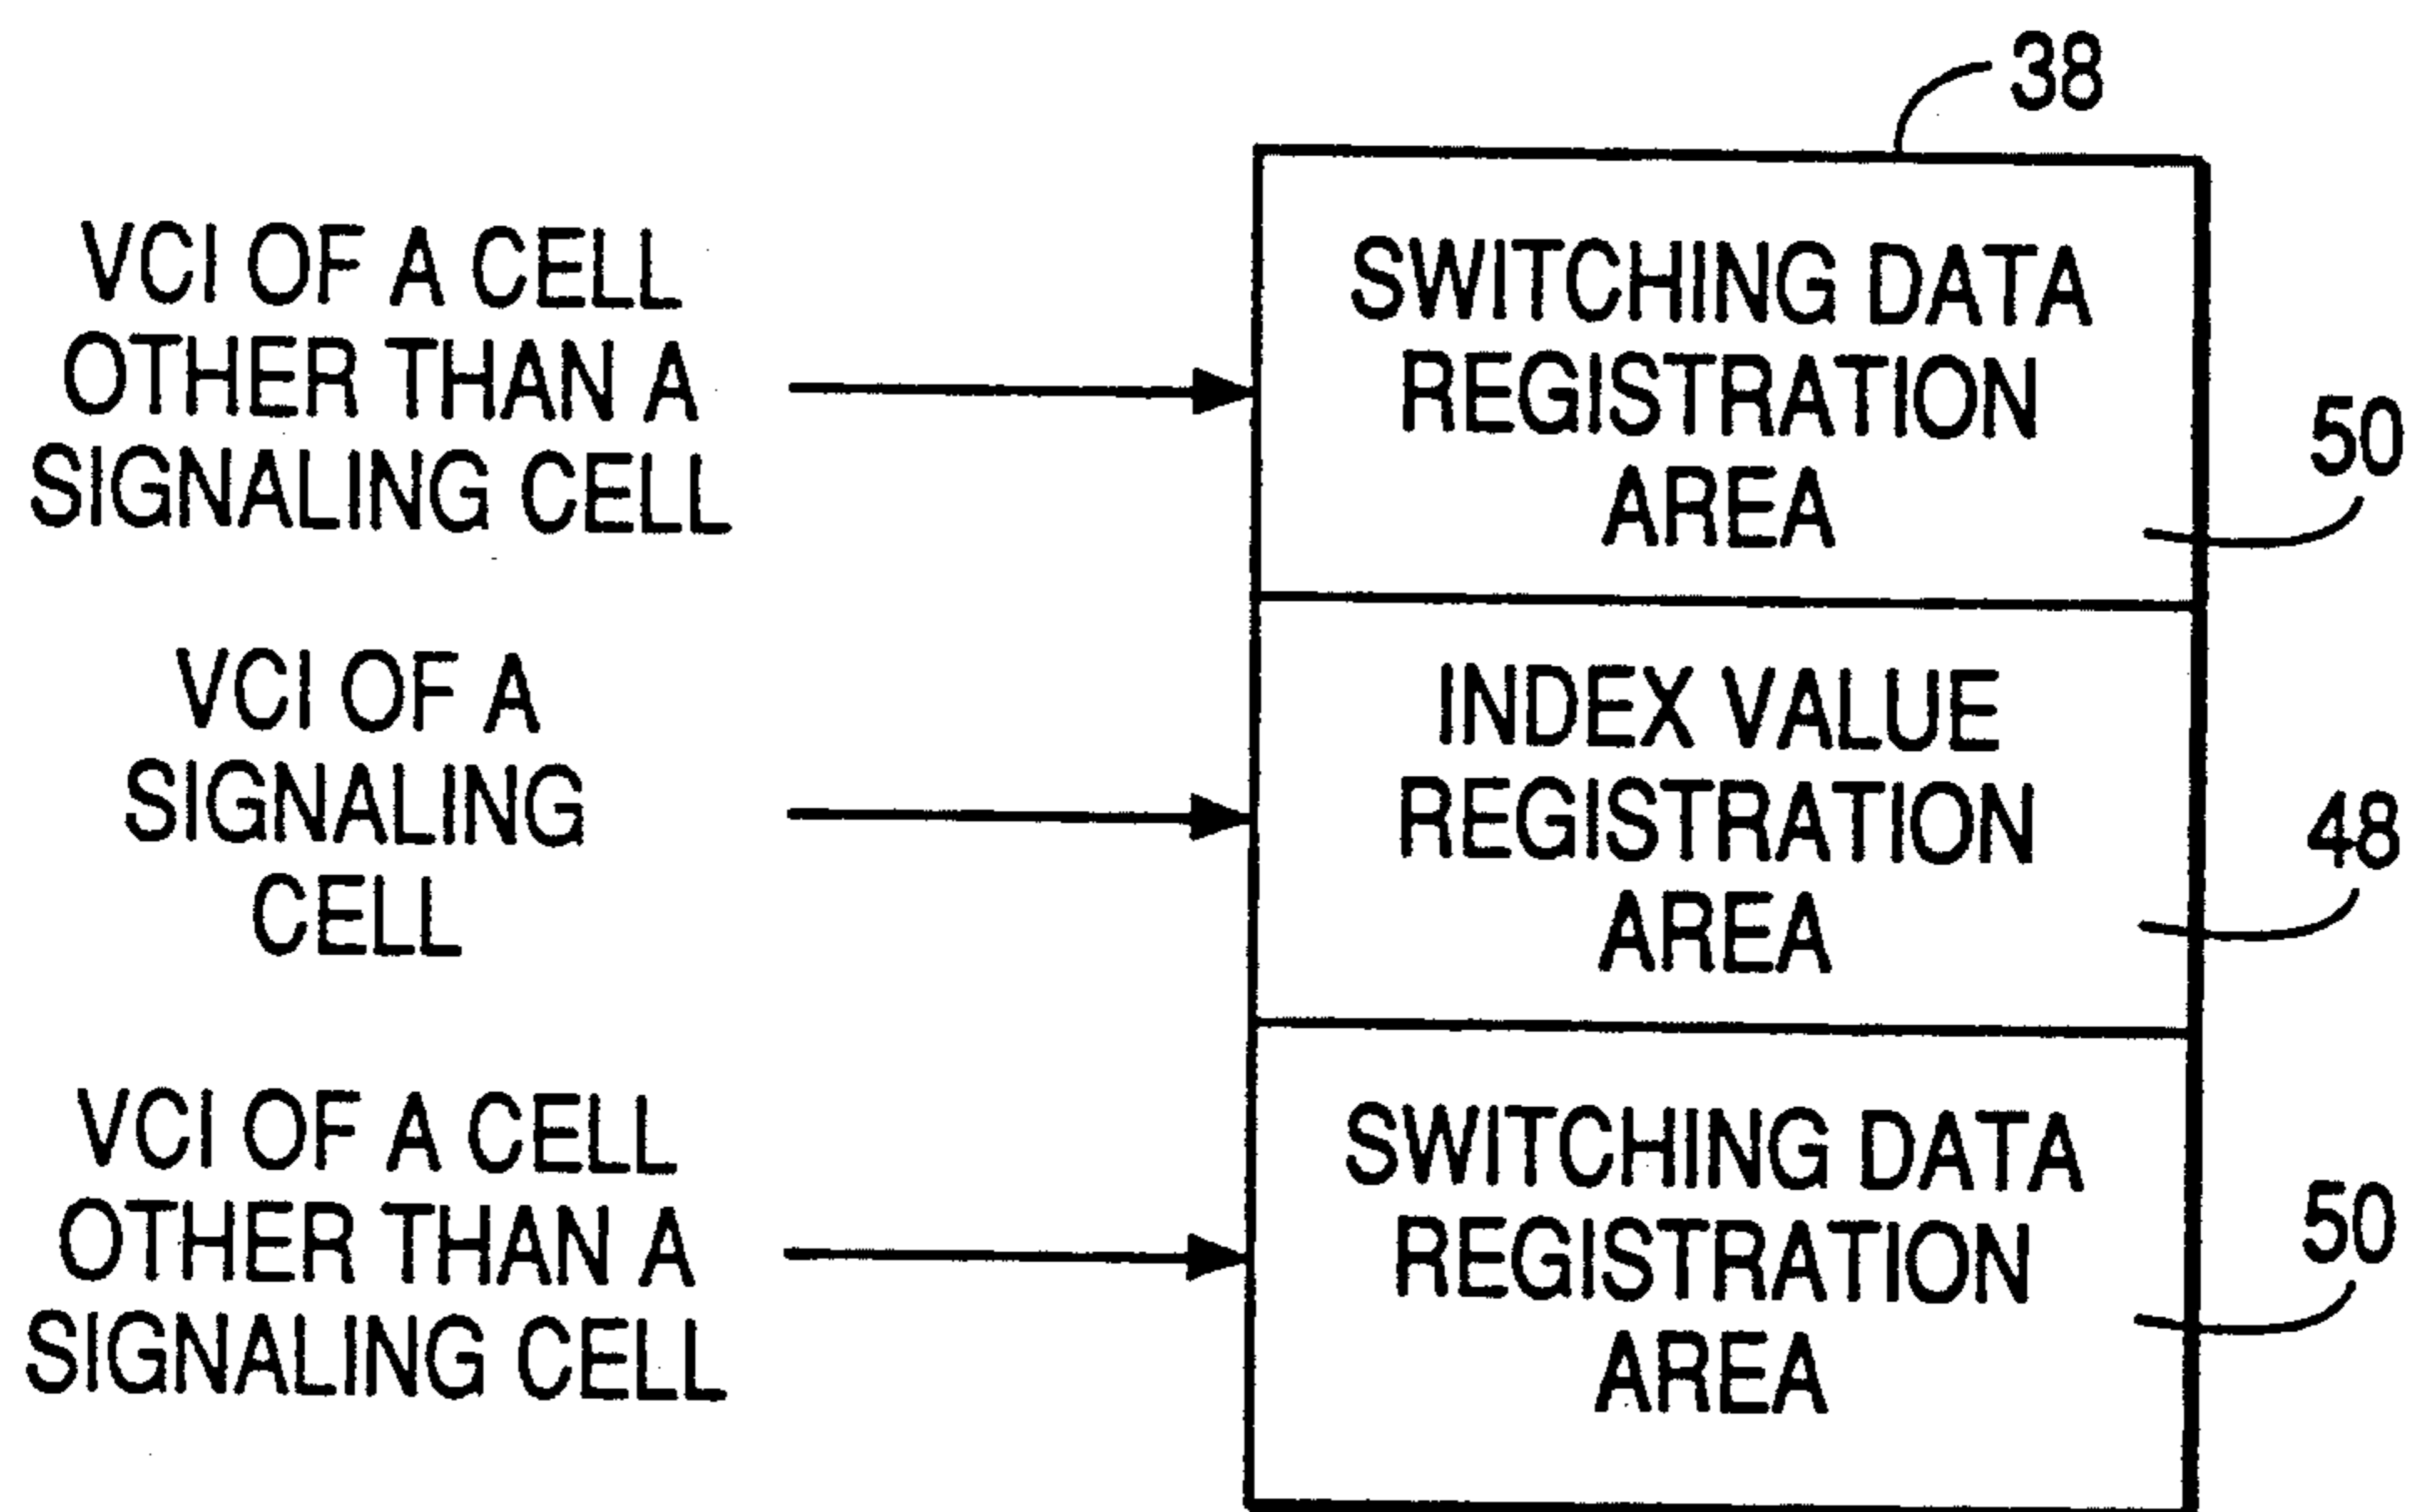 38
VCI OF A CELL
OTHER THAN A
SIGNALING CELL
SWITCHING DATA
REGISTRATION
AREA
50
VCI OF A
SIGNALING
CELL
INDEX VALUE
REGISTRATION
AREA
48
VCI OF A CELL
OTHER THAN A
SIGNALING CELL
SWITCHING DATA
REGISTRATION
AREA
50